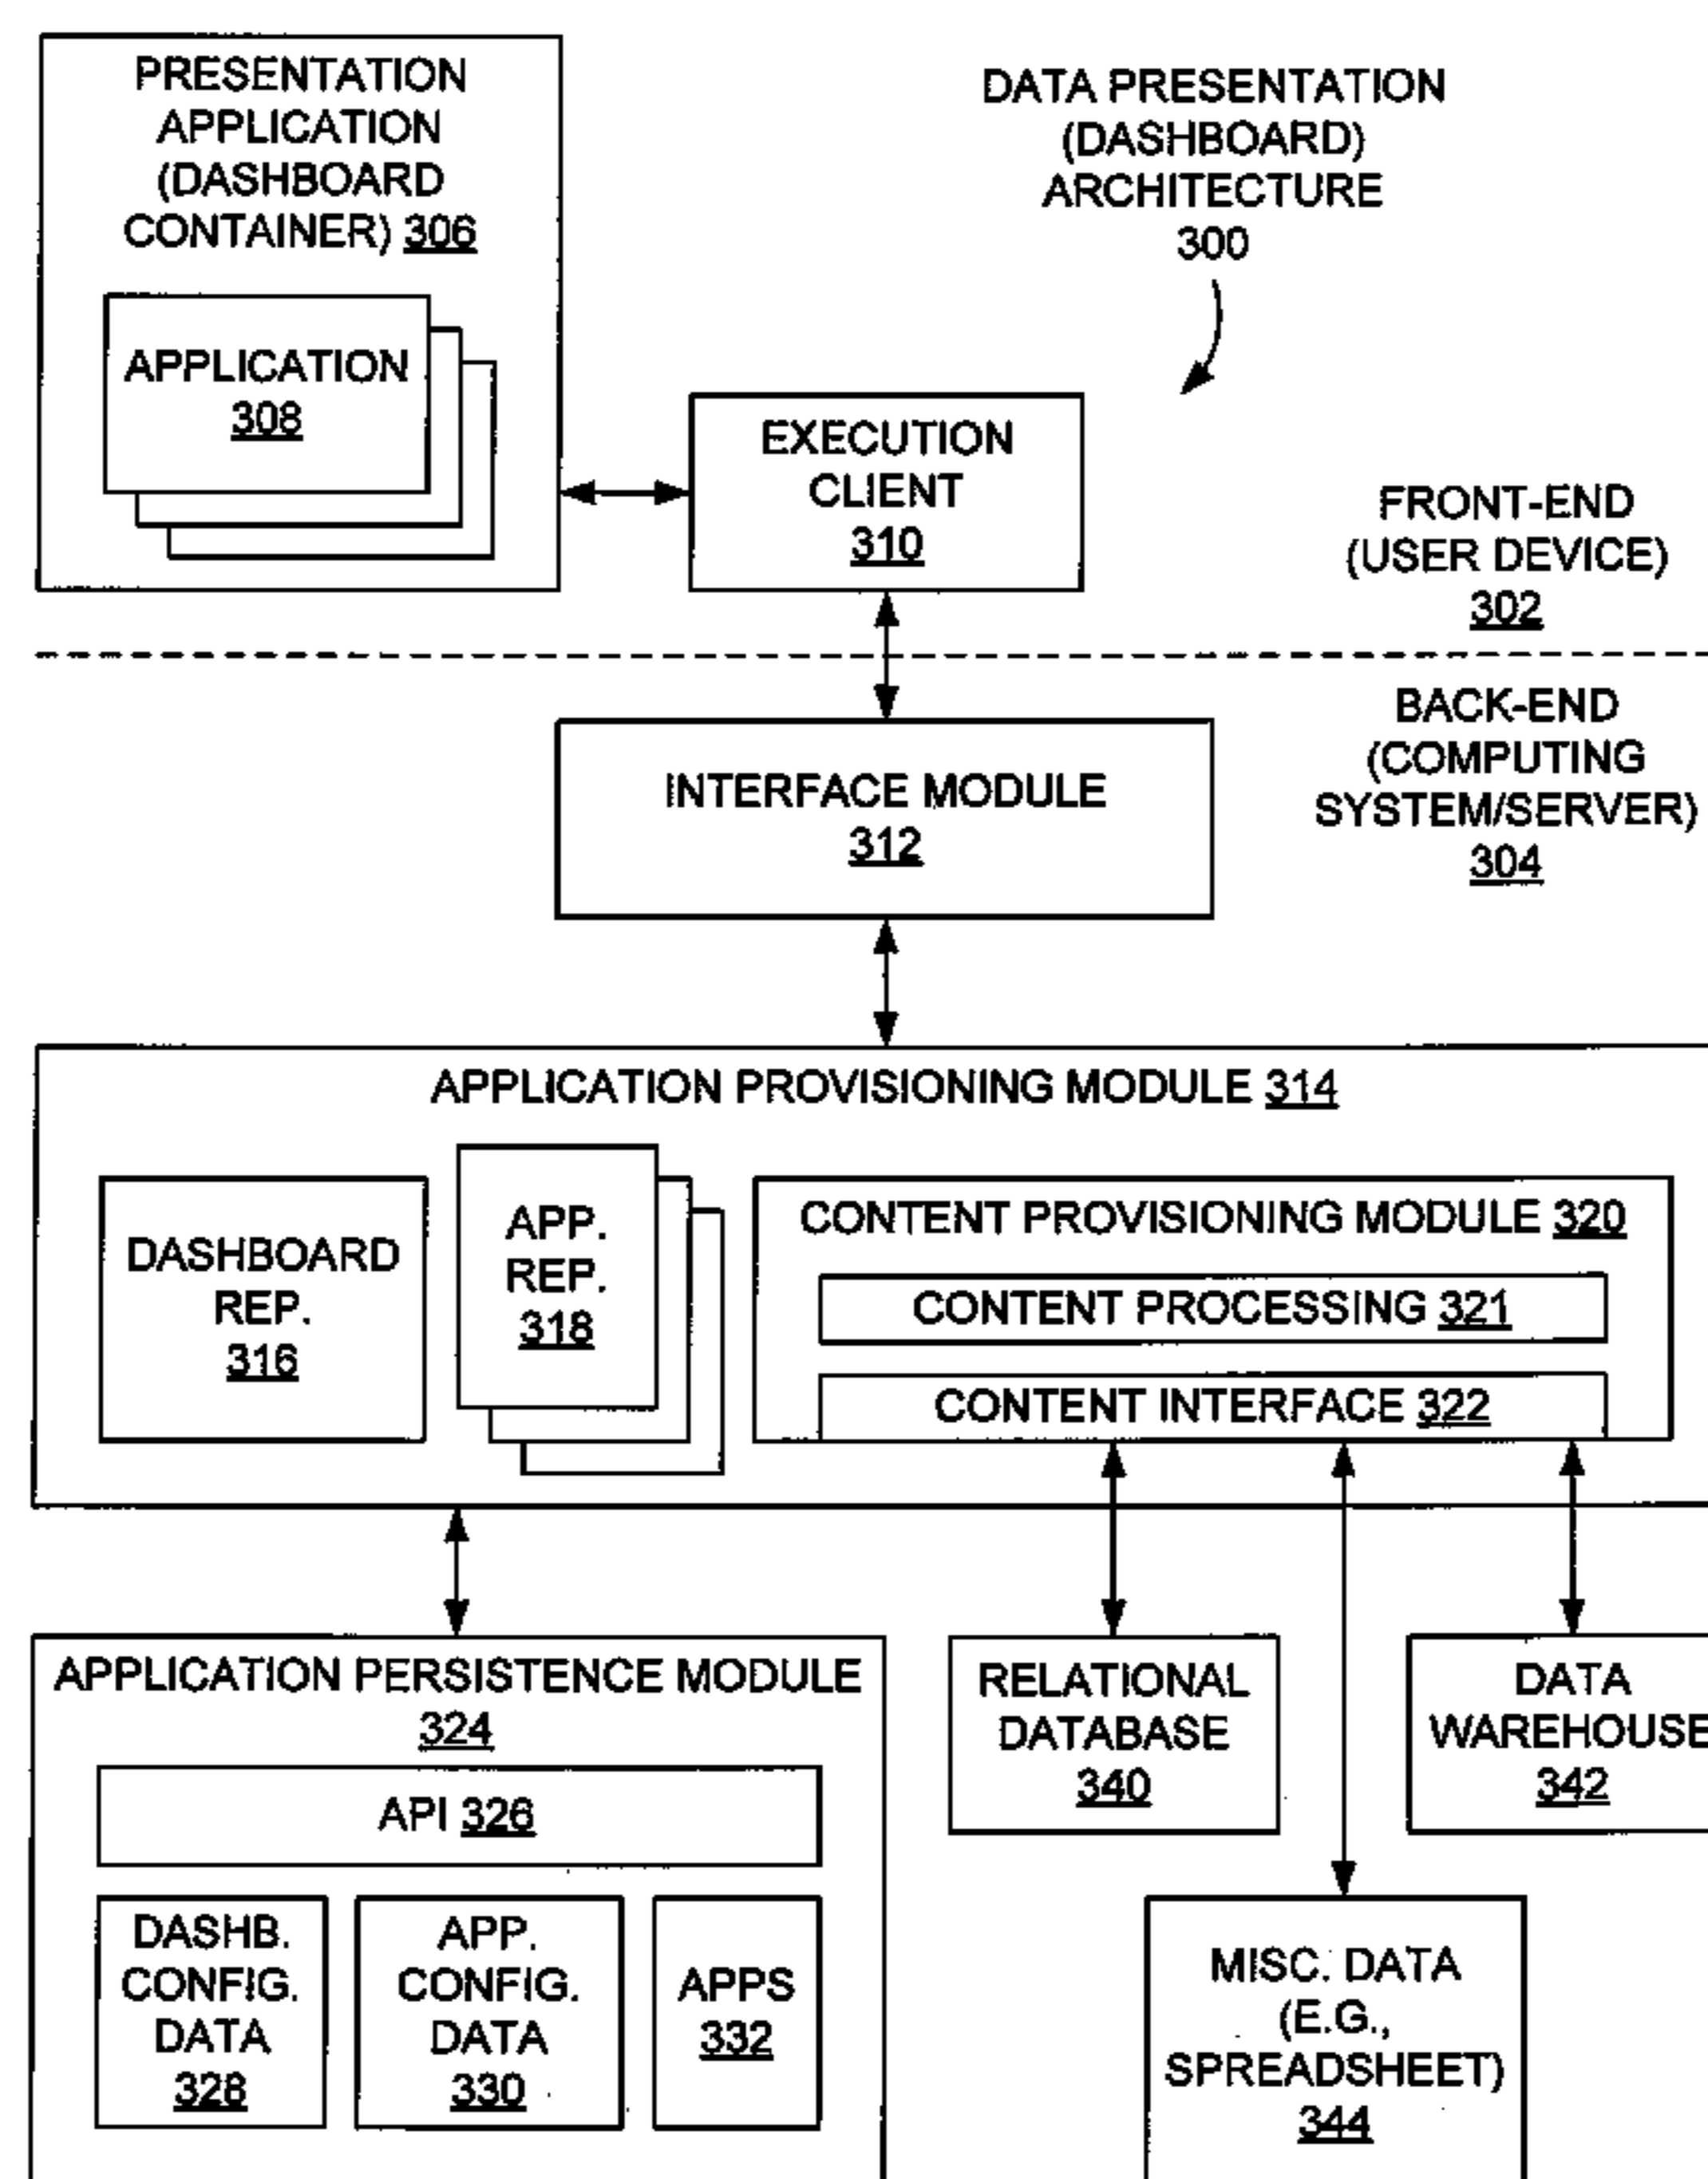 PRESENTATION
APPLICATION
(DASHBOARD
CONTAINER) 306
APPLICATION
308
DATA PRESENTATION
(DASHBOARD)
ARCHITECTURE
300
EXECUTION
CLIENT
310
FRONT-END
(USER DEVICE)
302
BACK-END
(COMPUTING
SYSTEM/SERVER)
304
INTERFACE MODULE
312
APPLICATION PROVISIONING MODULE 314
DASHBOARD
REP.
316
APP.
REP.
318
CONTENT PROVISIONING MODULE 320
CONTENT PROCESSING 321
CONTENT INTERFACE 322
APPLICATION PERSISTENCE MODULE
324
API 326
DASHB.
CONFIG.
DATA
328
APP.
CONFIG.
DATA
330
APPS
332
RELATIONAL
DATABASE
340
DATA
WAREHOUSE
342
MISC. DATA
(E.G.,
SPREADSHEET)
344